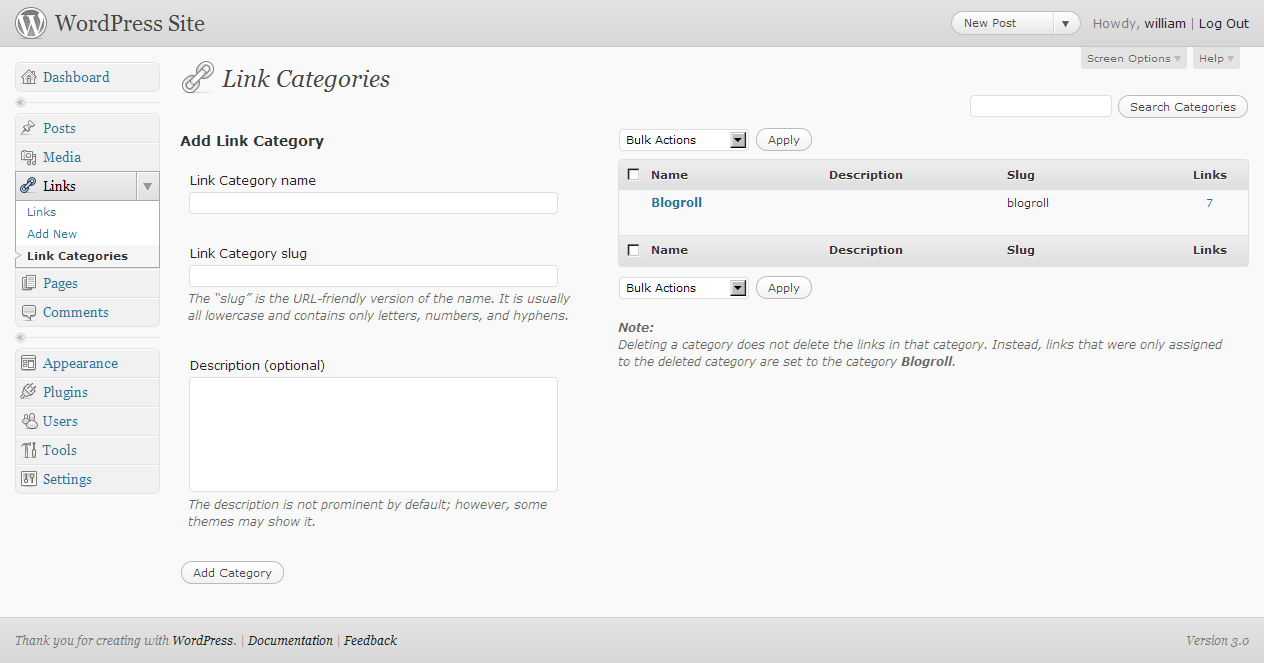 WordPress Site
New Post
Howdy, william | Log Out
Screen Options
Help
Dashboard
Posts
Media
Links
Links
Add New
Link Categories
Pages
Comments
Appearance
Plugins
Users
Tools
Settings
Link Categories
Search Categories
Add Link Category
Link Category name
Link Category slug
The “slug” is the URL-friendly version of the name. It is usually
all lowercase and contains only letters, numbers, and hyphens.
Description (optional)
The description is not prominent by default; however, some
themes may show it.
Add Category
Bulk Actions Apply
Name Description Slug Links
Blogroll blogroll 7
Name Description Slug Links
Bulk Actions Apply
Note:
Deleting a category does not delete the links in that category. Instead, links that were only assigned
to the deleted category are set to the category Blogroll.
Thank you for creating with WordPress. | Documentation | Feedback
Version 3.0